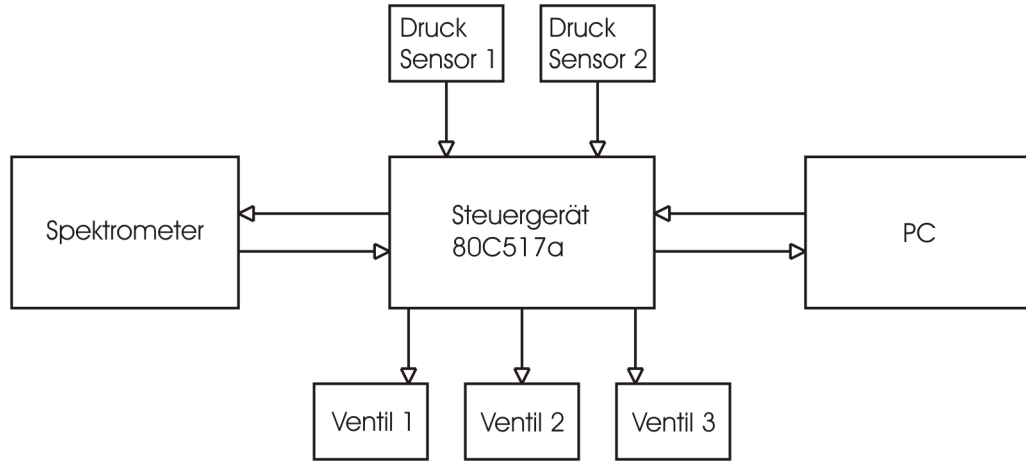 Druck
Sensor 1
Druck
Sensor 2
Spektrometer
Steuergerät
80C517a
PC
Ventil 1
Ventil 2
Ventil 3